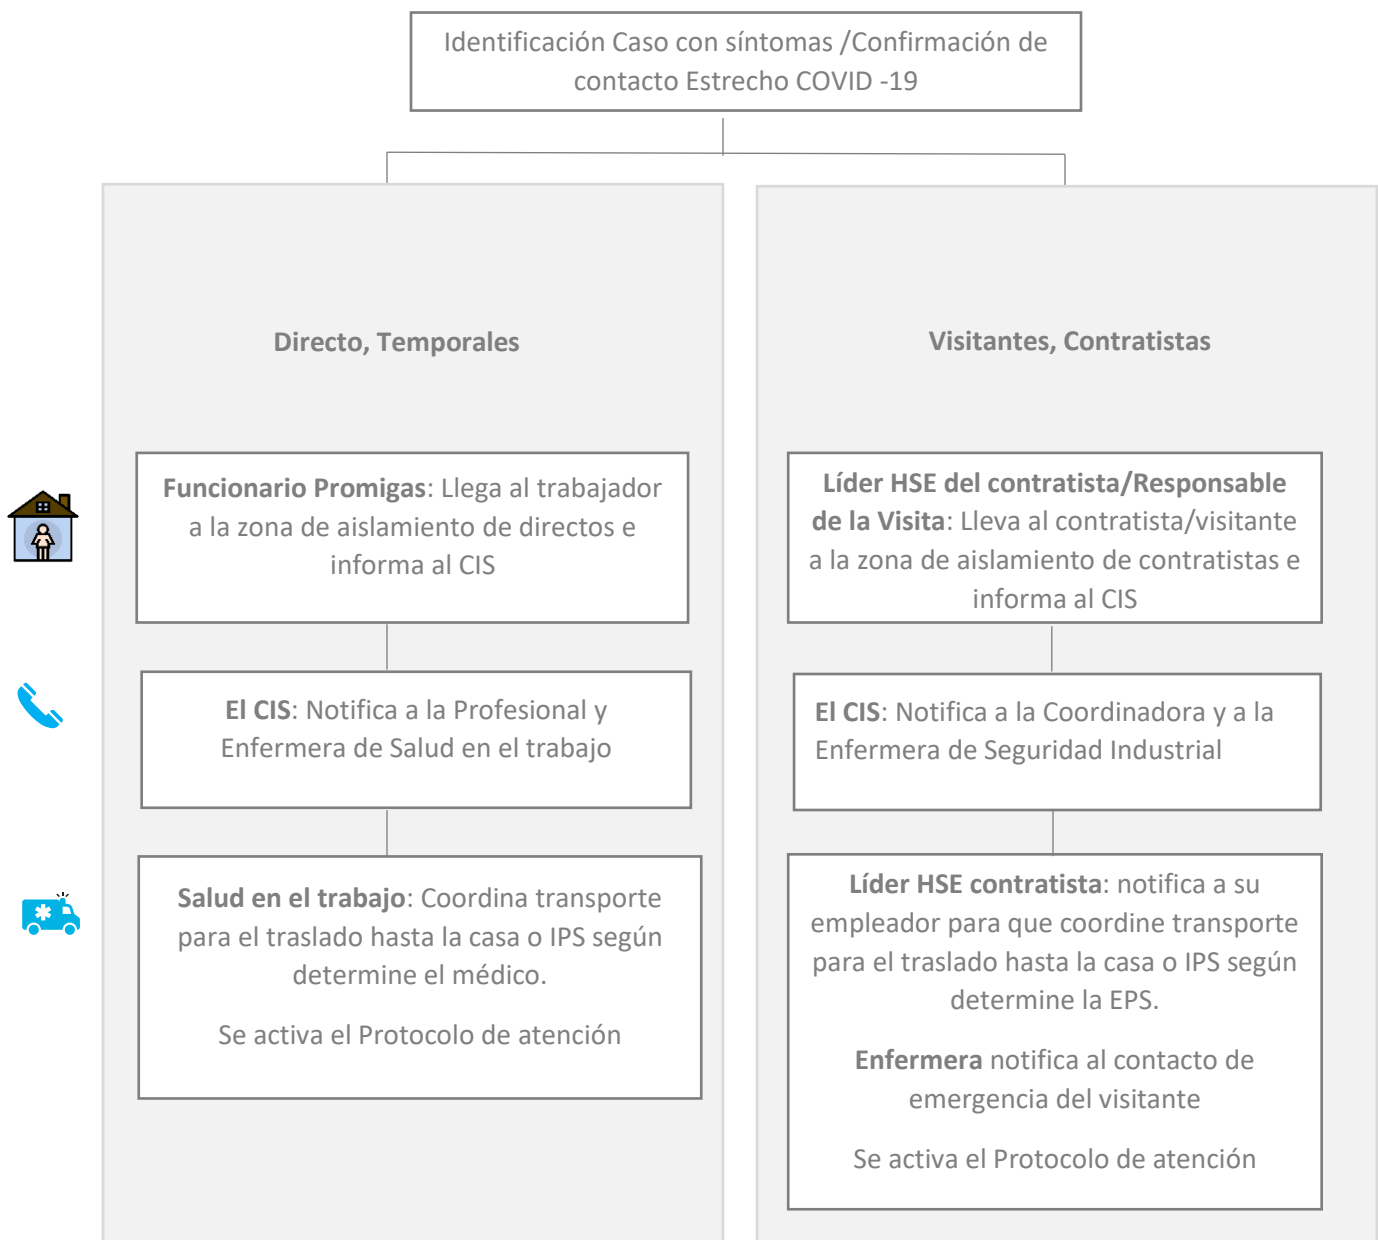 Identificación Caso con síntomas /Confirmación de
contacto Estrecho COVID -19
Directo, Temporales
Funcionario Promigas: Llega al trabajador
a la zona de aislamiento de directos e
informa al CIS
El CIS: Notifica a la Profesional y
Enfermera de Salud en el trabajo
Salud en el trabajo: Coordina transporte
para el traslado hasta la casa o IPS según
determine el médico.
Se activa el Protocolo de atención
Visitantes, Contratistas
Líder HSE del contratista/Responsable
de la Visita: Lleva al contratista/visitante
a la zona de aislamiento de contratistas e
informa al CIS
El CIS: Notifica a la Coordinadora y a la
Enfermera de Seguridad Industrial
Líder HSE contratista: notifica a su
empleador para que coordine transporte
para el traslado hasta la casa o IPS según
determine la EPS.
Enfermera notifica al contacto de
emergencia del visitante
Se activa el Protocolo de atención